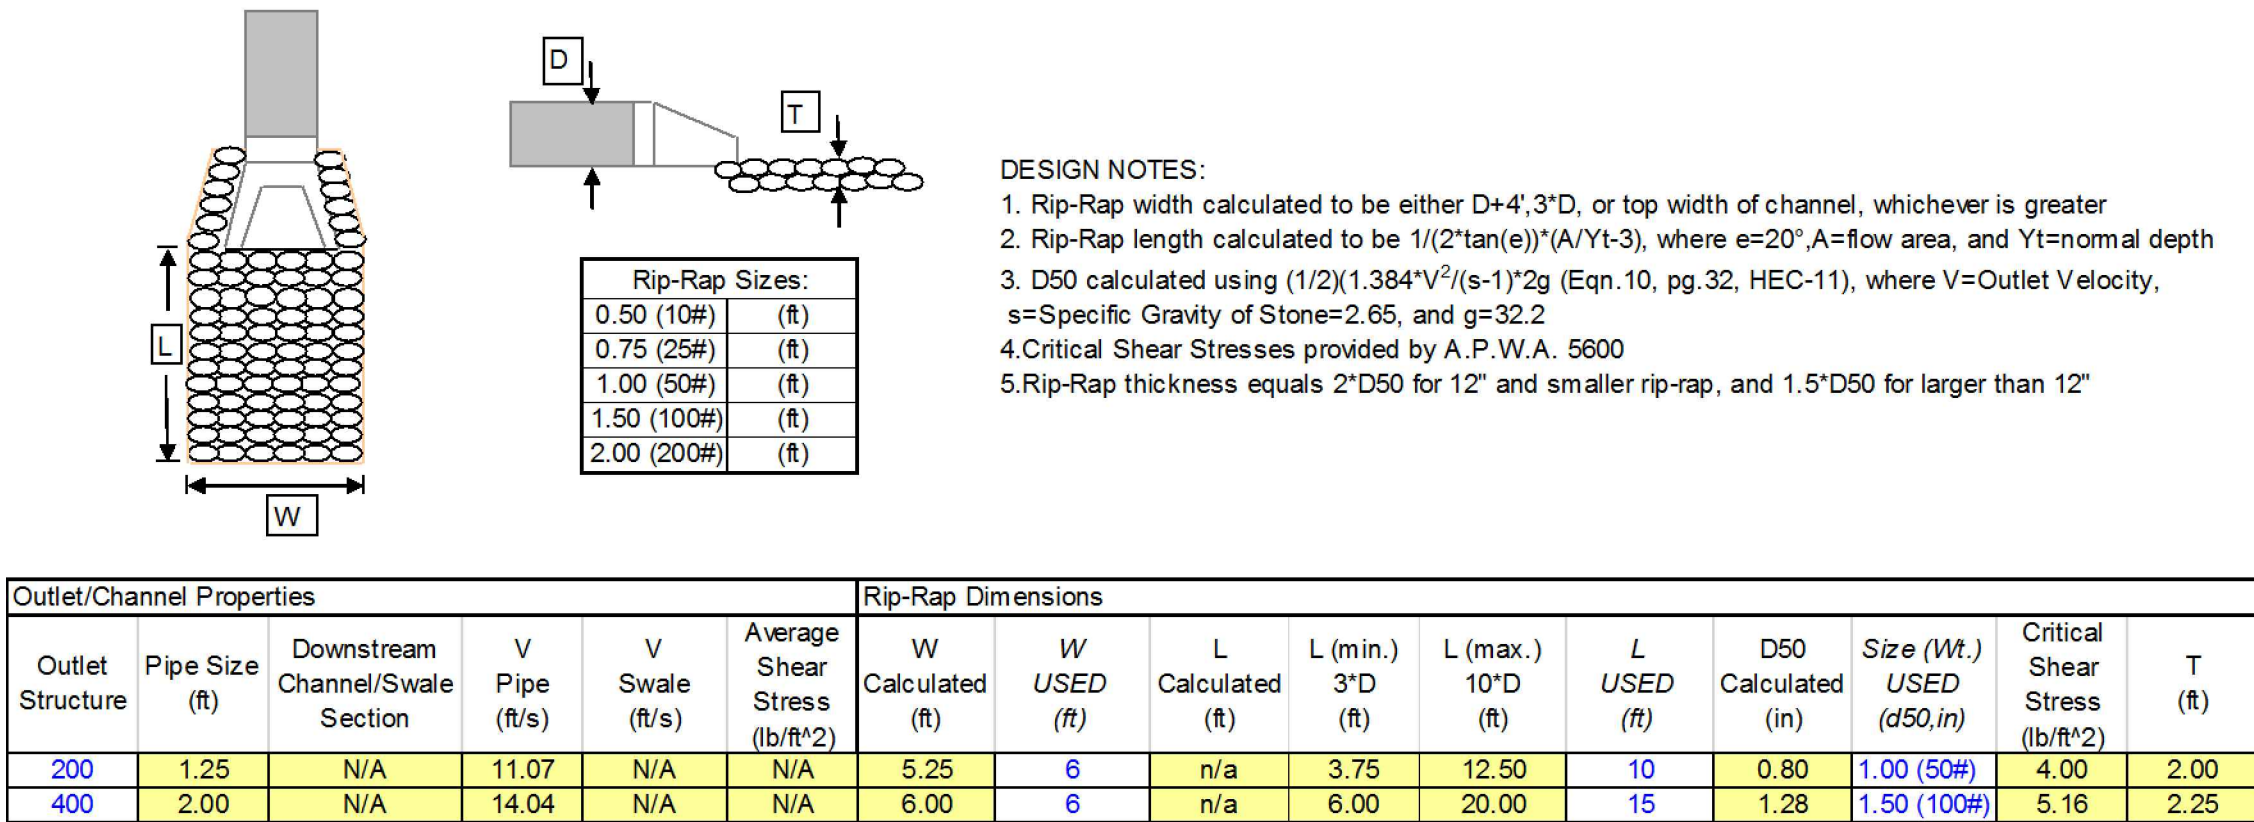 D
T
L
W
Rip-Rap Sizes:
0.50 (10#) (ft)
0.75 (25#) (ft)
1.00 (50#) (ft)
1.50 (100#) (ft)
2.00 (200#) (ft)
DESIGN NOTES:
1. Rip-Rap width calculated to be either D+4',3*D, or top width of channel, whichever is greater
2. Rip-Rap length calculated to be 1/(2*tan(e))*(A/Yt-3), where e=20°,A=flow area, and Yt=normal depth
3. D50 calculated using (1/2)(1.384*V²/(s-1)*2g (Eqn.10, pg.32, HEC-11), where V=Outlet Velocity,
s=Specific Gravity of Stone=2.65, and g=32.2
4.Critical Shear Stresses provided by A.P.W.A. 5600
5.Rip-Rap thickness equals 2*D50 for 12" and smaller rip-rap, and 1.5*D50 for larger than 12"
Outlet/Channel Properties
Rip-Rap Dimensions
Outlet
Structure
Pipe Size
(ft)
Downstream
Channel/Swale
Section
V
Pipe
(ft/s)
V
Swale
(ft/s)
Average
Shear
Stress
(lb/ft^2)
W
Calculated
(ft)
W
USED
(ft)
L
Calculated
(ft)
L (min.)
3*D
(ft)
L (max.)
10*D
(ft)
L
USED
(ft)
D50
Calculated
(in)
Size (Wt.)
USED
(d50,in)
Critical
Shear
Stress
(lb/ft^2)
T
(ft)
200 1.25 N/A 11.07 N/A N/A 5.25 6 n/a 3.75 12.50 10 0.80 1.00 (50#) 4.00 2.00
400 2.00 N/A 14.04 N/A N/A 6.00 6 n/a 6.00 20.00 15 1.28 1.50 (100#) 5.16 2.25